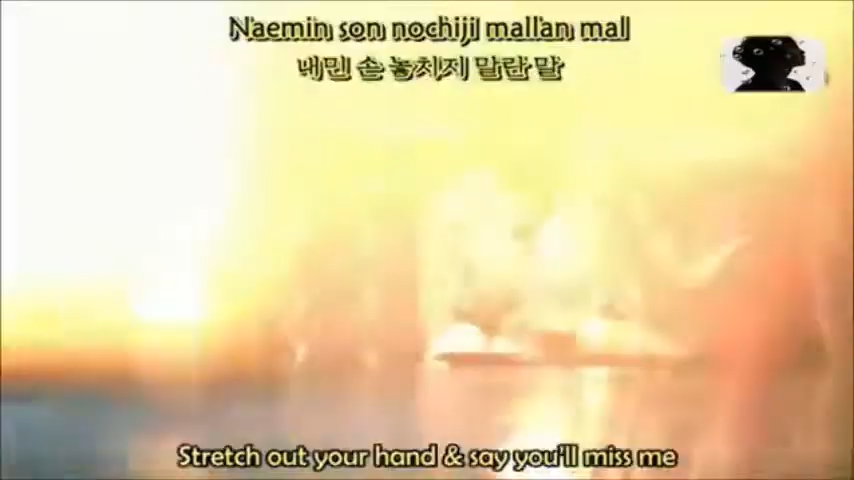 Naemin son nochiji mallan mal
내민 손 놓치지 말란 말
Stretch out your hand & say you'll miss me